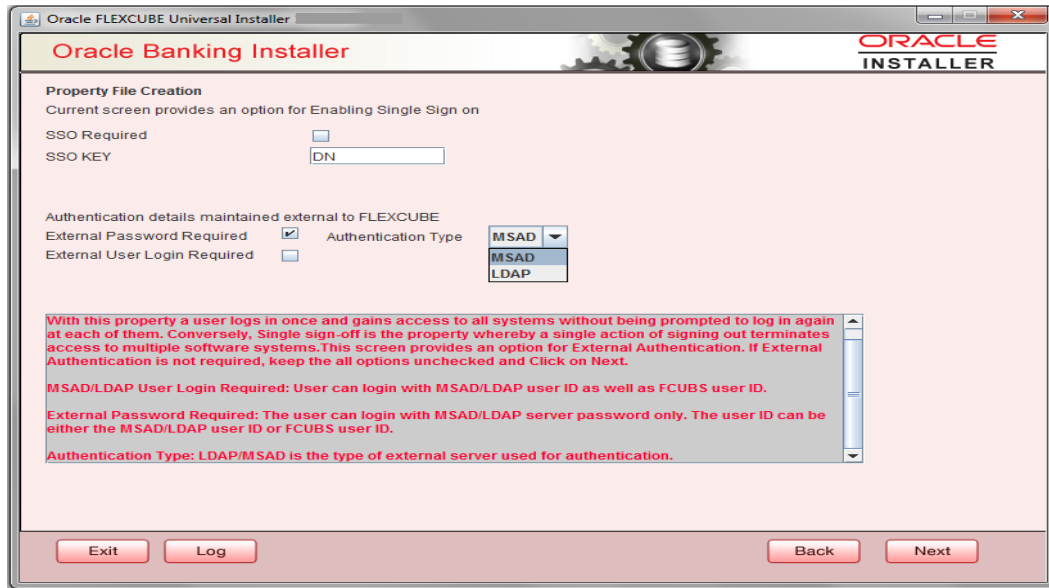 Oracle FLEXCUBE Universal Installer
Oracle Banking Installer
ORACLE
INSTALLER
Property File Creation
Current screen provides an option for Enabling Single Sign on
SSO Required
SSO KEY DN
Authentication details maintained external to FLEXCUBE
External Password Required Authentication Type MSAD
External User Login Required MSAD
LDAP
With this property a user logs in once and gains access to all systems without being prompted to log in again
at each of them. Conversely, Single sign-off is the property whereby a single action of signing out terminates
access to multiple software systems.This screen provides an option for External Authentication. If External
Authentication is not required, keep the all options unchecked and Click on Next.
MSAD/LDAP User Login Required: User can login with MSAD/LDAP user ID as well as FCUBS user ID.
External Password Required: The user can login with MSAD/LDAP server password only. The user ID can be
either the MSAD/LDAP user ID or FCUBS user ID.
Authentication Type: LDAP/MSAD is the type of external server used for authentication.
Exit Log Back Next